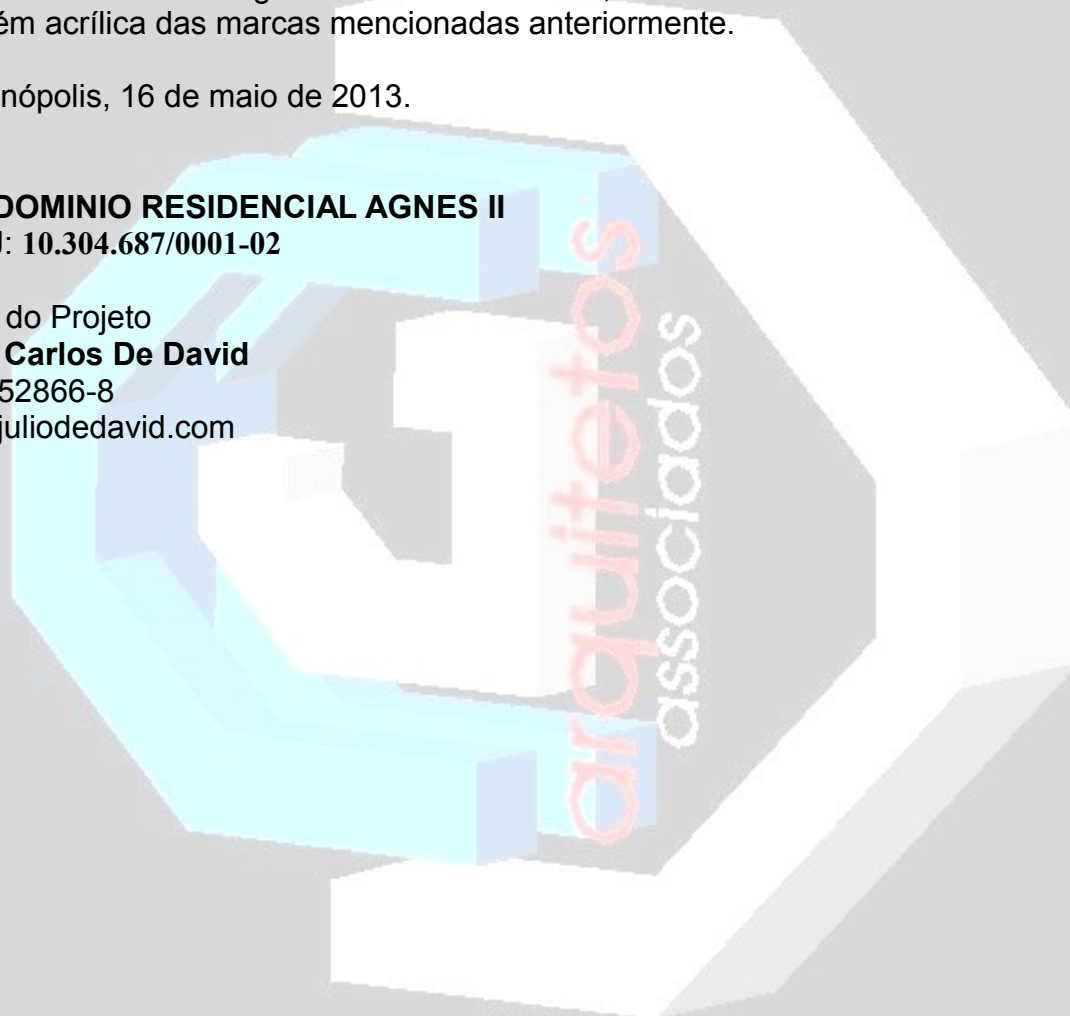 ém acrílica das marcas mencionadas anteriormente.
nópolis, 16 de maio de 2013.
DOMINIO RESIDENCIAL AGNES II
: 10.304.687/0001-02
do Projeto
Carlos De David
52866-8
juliodedavid.com
arquitetos
associados